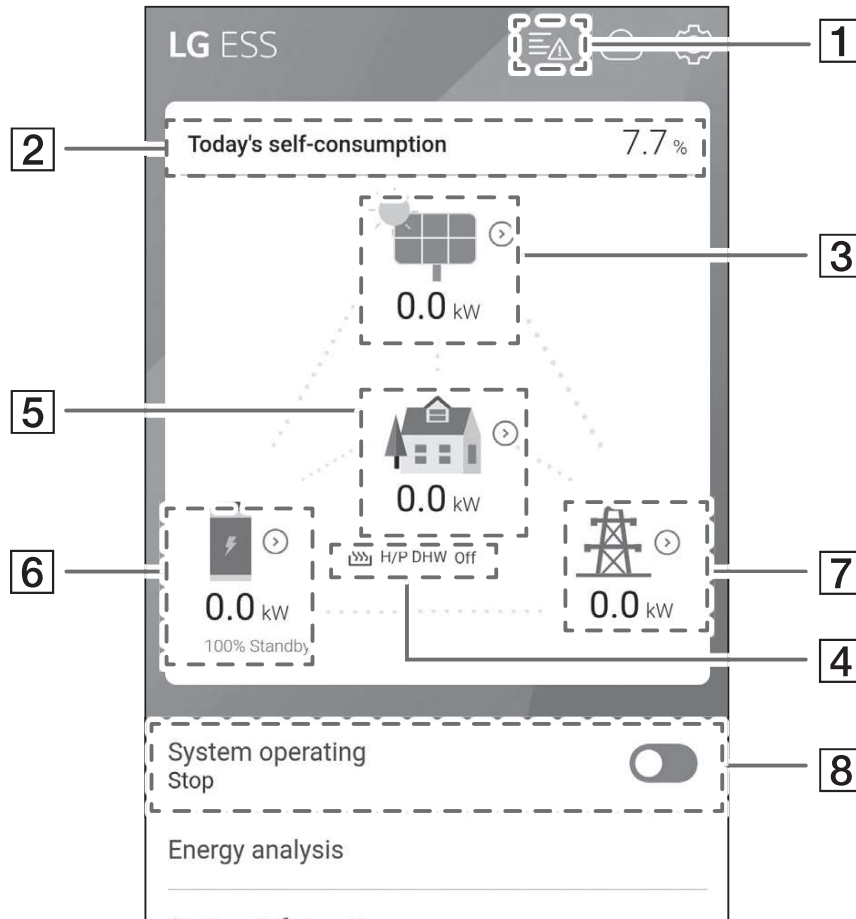 LG ESS
1
2
Today's self-consumption 7.7 %
3
0.0 kW
5
0.0 kW
6
H/P DHW Off
7
0.0 kW
0.0 kW
100% Standby
4
System operating
Stop
8
Energy analysis